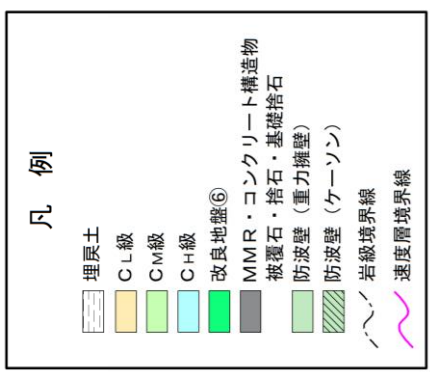 凡 例
埋戻土
CL級
CM級
CH級
改良地盤⑥
MMR・コンクリート構造物
被覆石・捨石・基礎捨石
防波壁（重力擁壁）
防波壁（ケーソン）
岩級境界線
速度層境界線